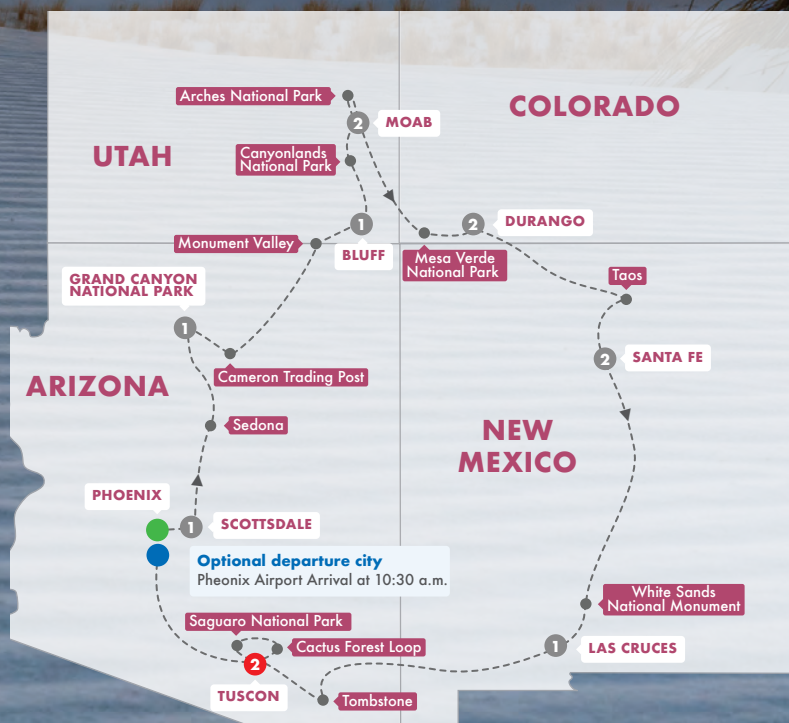 Arches National Park
2
MOAB
COLORADO
UTAH
Canyonlands
National Park
1
BLUFF
2
DURANGO
Monument Valley
Mesa Verde
National Park
GRAND CANYON
NATIONAL PARK
1
Taos
Cameron Trading Post
2
SANTA FE
ARIZONA
Sedona
NEW
MEXICO
PHOENIX
1
SCOTTSDALE
Optional departure city
Pheonix Airport Arrival at 10:30 a.m.
White Sands
National Monument
Saguaro National Park
Cactus Forest Loop
1
LAS CRUCES
2
TUSCON
Tombstone